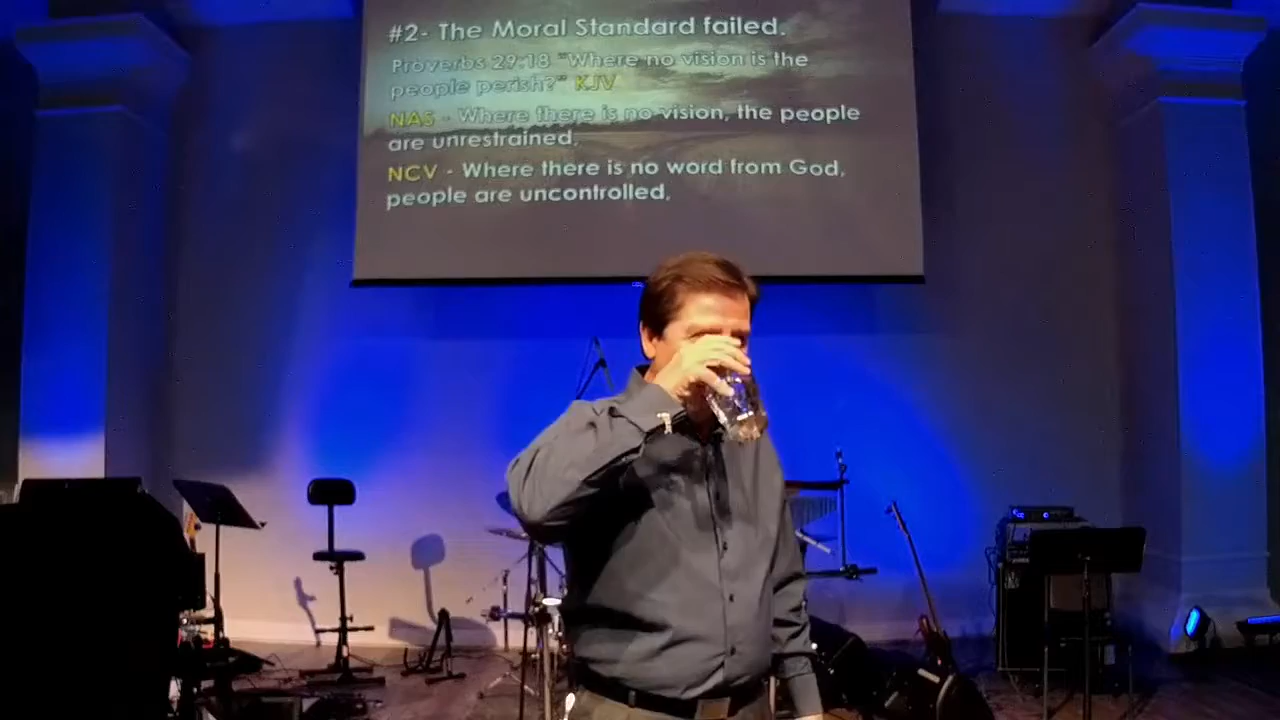 #2- The Moral Standard failed.
Proverbs 29:18 "Where no vision is the
people perish?" KJV
NAS - Where there is no vision, the people
are unrestrained.
NCV - Where there is no word from God,
people are uncontrolled.